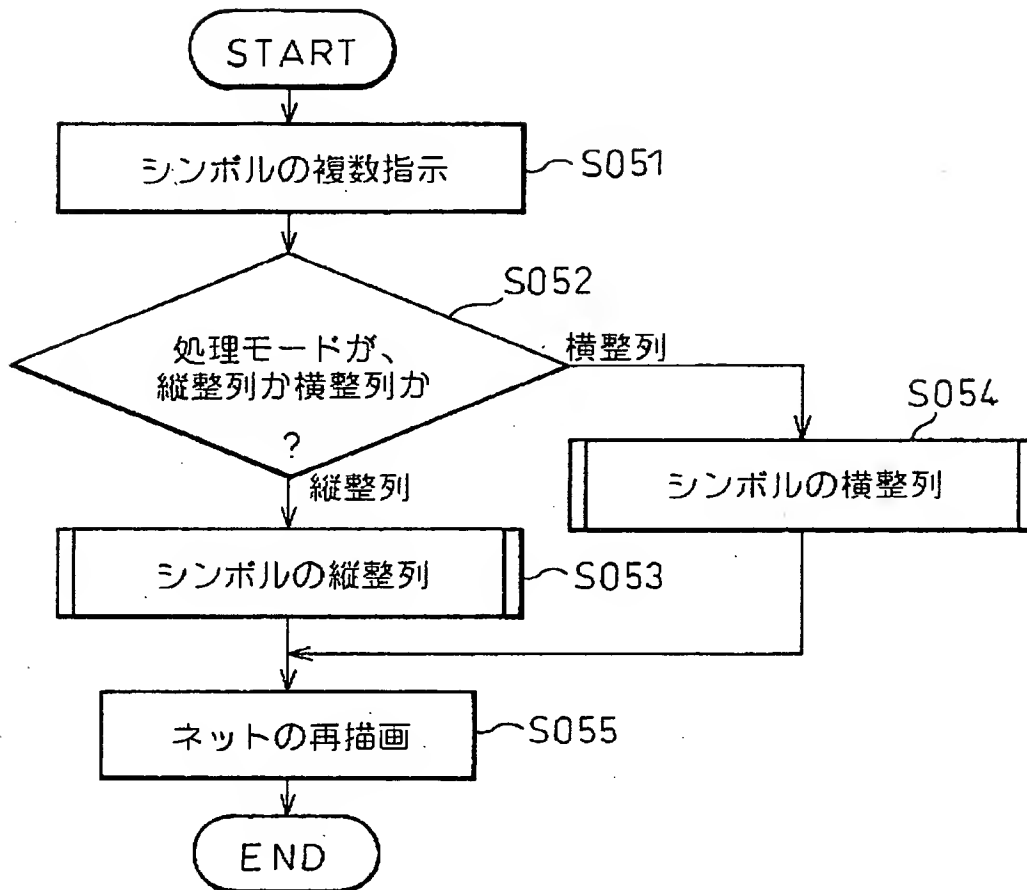 START
シンボルの複数指示
S051
S052
処理モードが、
縦整列か横整列か
?
横整列
縦整列
S054
シンボルの横整列
シンボルの縦整列
S053
ネットの再描画
S055
END